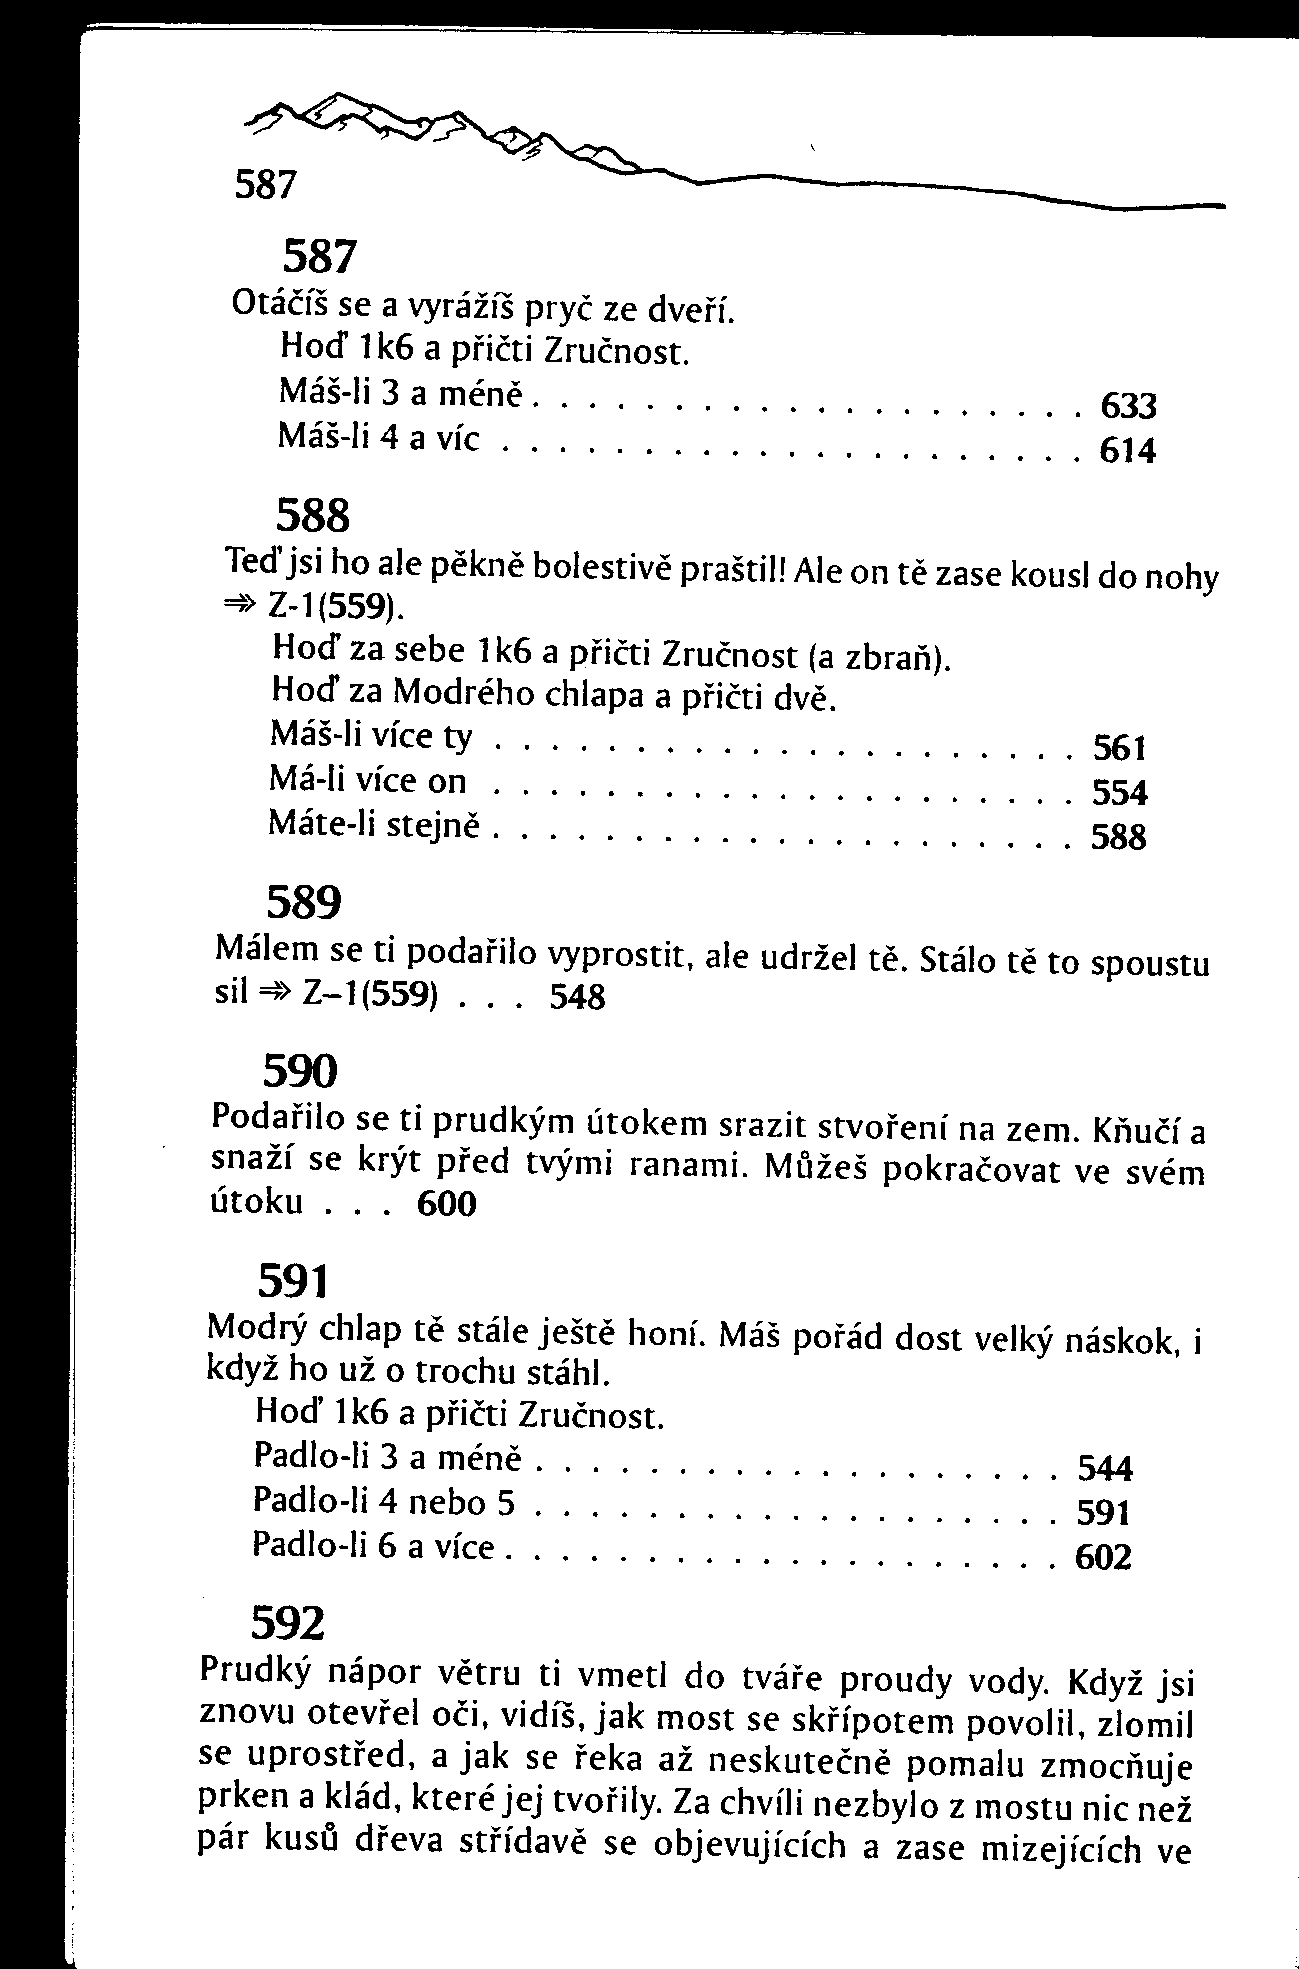 587
587
Otáčíš se a vyrážíš pryč ze dveří.
Hoď 1k6 a přičti Zručnost.
Máš-li 3 a méně . . . . . . . . . . . . . . . . . . . . 633
Máš-li 4 a víc . . . . . . . . . . . . . . . . . . . . . 614
588
Teď jsi ho ale pěkně bolestivě praštil! Ale on tě zase kousl do nohy
⇒» Z-1(559).
Hoď za sebe 1k6 a přičti Zručnost (a zbraň).
Hoď za Modrého chlapa a přičti dvě.
Máš-li více ty . . . . . . . . . . . . . . . . . . . . . 561
Má-li více on . . . . . . . . . . . . . . . . . . . . . 554
Máte-li stejně . . . . . . . . . . . . . . . . . . . . . 588
589
Málem se ti podařilo vyprostit, ale udržel tě. Stálo tě to spoustu
sil ⇒» Z–1(559) . . . 548
590
Podařilo se ti prudkým útokem srazit stvoření na zem. Kňučí a
snaží se krýt před tvými ranami. Můžeš pokračovat ve svém
útoku . . . 600
591
Modrý chlap tě stále ještě honí. Máš pořád dost velký náskok, i
když ho už o trochu stáhl.
Hoď 1k6 a přičti Zručnost.
Padlo-li 3 a méně . . . . . . . . . . . . . . . . . . . 544
Padlo-li 4 nebo 5 . . . . . . . . . . . . . . . . . . . 591
Padlo-li 6 a více . . . . . . . . . . . . . . . . . . . . 602
592
Prudký nápor větru ti vmetl do tváře proudy vody. Když jsi
znovu otevřel oči, vidíš, jak most se skřípotem povolil, zlomil
se uprostřed, a jak se řeka až neskutečně pomalu zmocňuje
prken a klád, které jej tvořily. Za chvíli nezbylo z mostu nic než
pár kusů dřeva střídavě se objevujících a zase mizejících ve